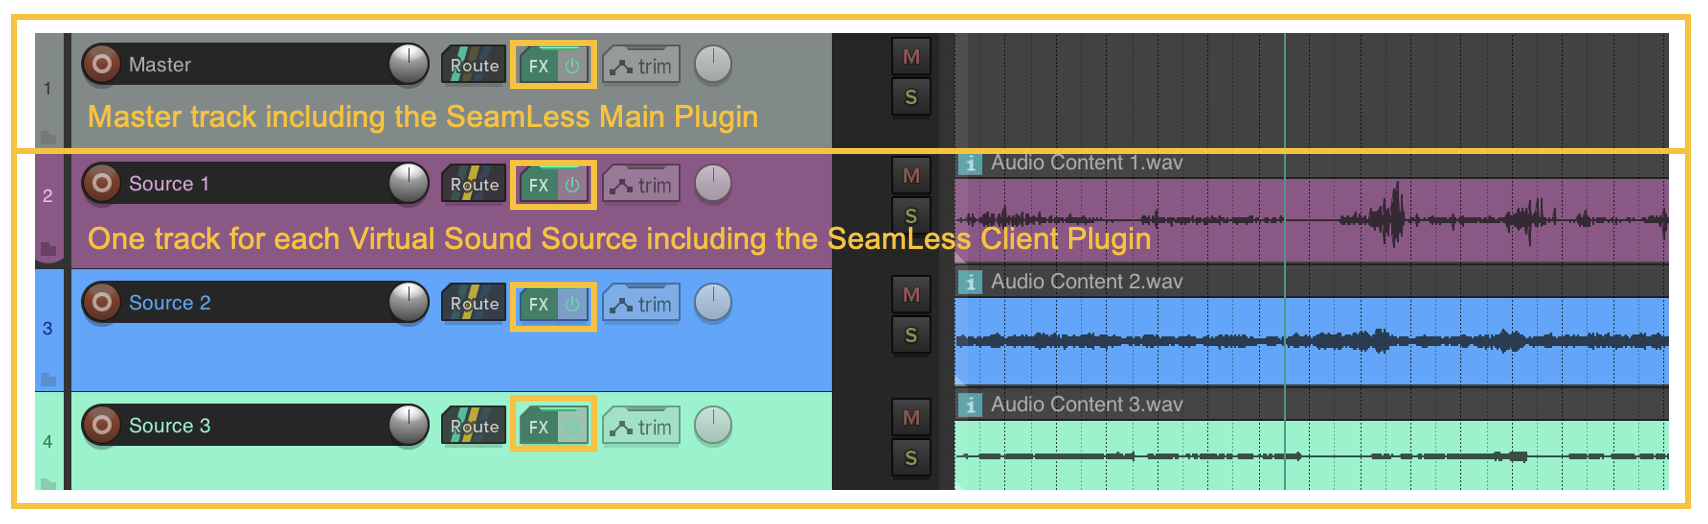 1
Master
Route
FX
trim
M
S
Master track including the SeamLess Main Plugin
2
Source 1
Route
FX
trim
M
S
i Audio Content 1.wav
One track for each Virtual Sound Source including the SeamLess Client Plugin
3
Source 2
Route
FX
trim
M
S
i Audio Content 2.wav
4
Source 3
Route
FX
trim
M
S
i Audio Content 3.wav